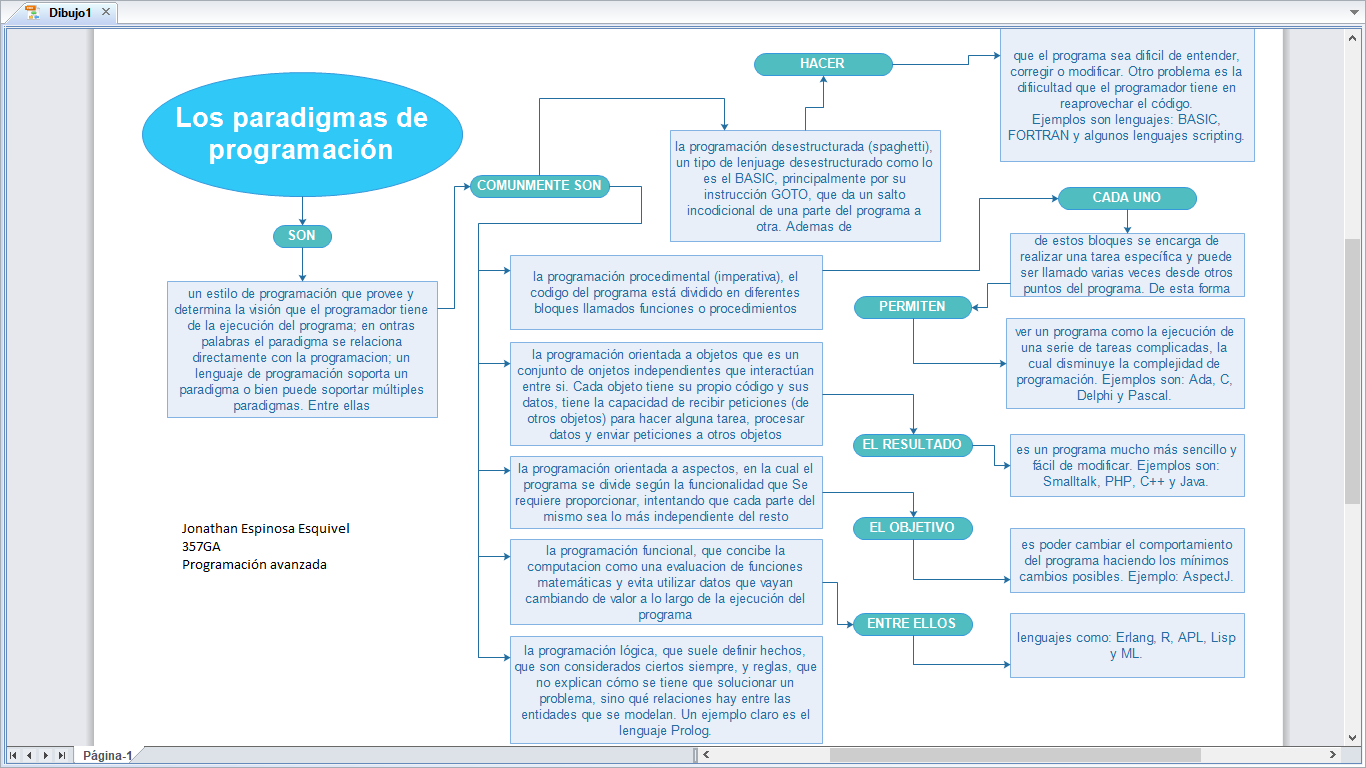 Dibujo1
Los paradigmas de
programación
SON
un estilo de programación que provee y
determina la visión que el programador tiene
de la ejecución del programa; en ontras
palabras el paradigma se relaciona
directamente con la programacion; un
lenguaje de programación soporta un
paradigma o bien puede soportar múltiples
paradigmas. Entre ellas
COMUNMENTE SON
la programación desestructurada (spaghetti),
un tipo de lenjuage desestructurado como lo
es el BASIC, principalmente por su
instrucción GOTO, que da un salto
incodicional de una parte del programa a
otra. Ademas de
HACER
que el programa sea dificil de entender,
corregir o modificar. Otro problema es la
difiicultad que el programador tiene en
reaprovechar el código.
Ejemplos son lenguajes: BASIC,
FORTRAN y algunos lenguajes scripting.
la programación procedimental (imperativa), el
codigo del programa está dividido en diferentes
bloques llamados funciones o procedimientos
CADA UNO
de estos bloques se encarga de
realizar una tarea específica y puede
ser llamado varias veces desde otros
puntos del programa. De esta forma
PERMITEN
ver un programa como la ejecución de
una serie de tareas complicadas, la
cual disminuye la complejidad de
programación. Ejemplos son: Ada, C,
Delphi y Pascal.
la programación orientada a objetos que es un
conjunto de onjetos independientes que interactúan
entre si. Cada objeto tiene su propio código y sus
datos, tiene la capacidad de recibir peticiones (de
otros objetos) para hacer alguna tarea, procesar
datos y enviar peticiones a otros objetos
EL RESULTADO
es un programa mucho más sencillo y
fácil de modificar. Ejemplos son:
Smalltalk, PHP, C++ y Java.
la programación orientada a aspectos, en la cual el
programa se divide según la funcionalidad que Se
requiere proporcionar, intentando que cada parte del
mismo sea lo más independiente del resto
EL OBJETIVO
es poder cambiar el comportamiento
del programa haciendo los mínimos
cambios posibles. Ejemplo: AspectJ.
la programación funcional, que concibe la
computacion como una evaluacion de funciones
matemáticas y evita utilizar datos que vayan
cambiando de valor a lo largo de la ejecución del
programa
ENTRE ELLOS
lenguajes como: Erlang, R, APL, Lisp
y ML.
la programación lógica, que suele definir hechos,
que son considerados ciertos siempre, y reglas, que
no explican cómo se tiene que solucionar un
problema, sino qué relaciones hay entre las
entidades que se modelan. Un ejemplo claro es el
lenguaje Prolog.
Jonathan Espinosa Esquivel
357GA
Programación avanzada
Página-1